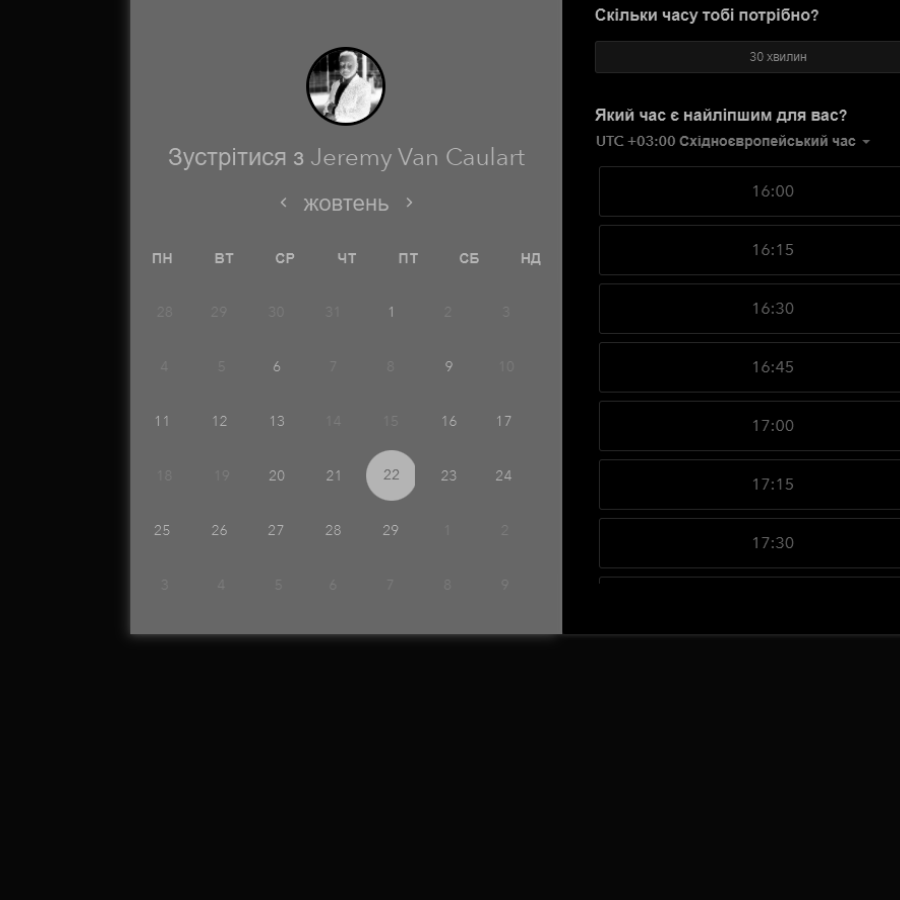 Зустрітися з Jeremy Van Caulart
жовтень
ПН ВТ СР ЧТ ПТ СБ НД
28 29 30 31 1 2 3
4 5 6 7 8 9 10
11 12 13 14 15 16 17
18 19 20 21 22 23 24
25 26 27 28 29 1 2
3 4 5 6 7 8 9
Скільки часу тобі потрібно?
30 хвилин
Який час є найліпшим для вас?
UTC +03:00 Східноєвропейський час
16:00
16:15
16:30
16:45
17:00
17:15
17:30